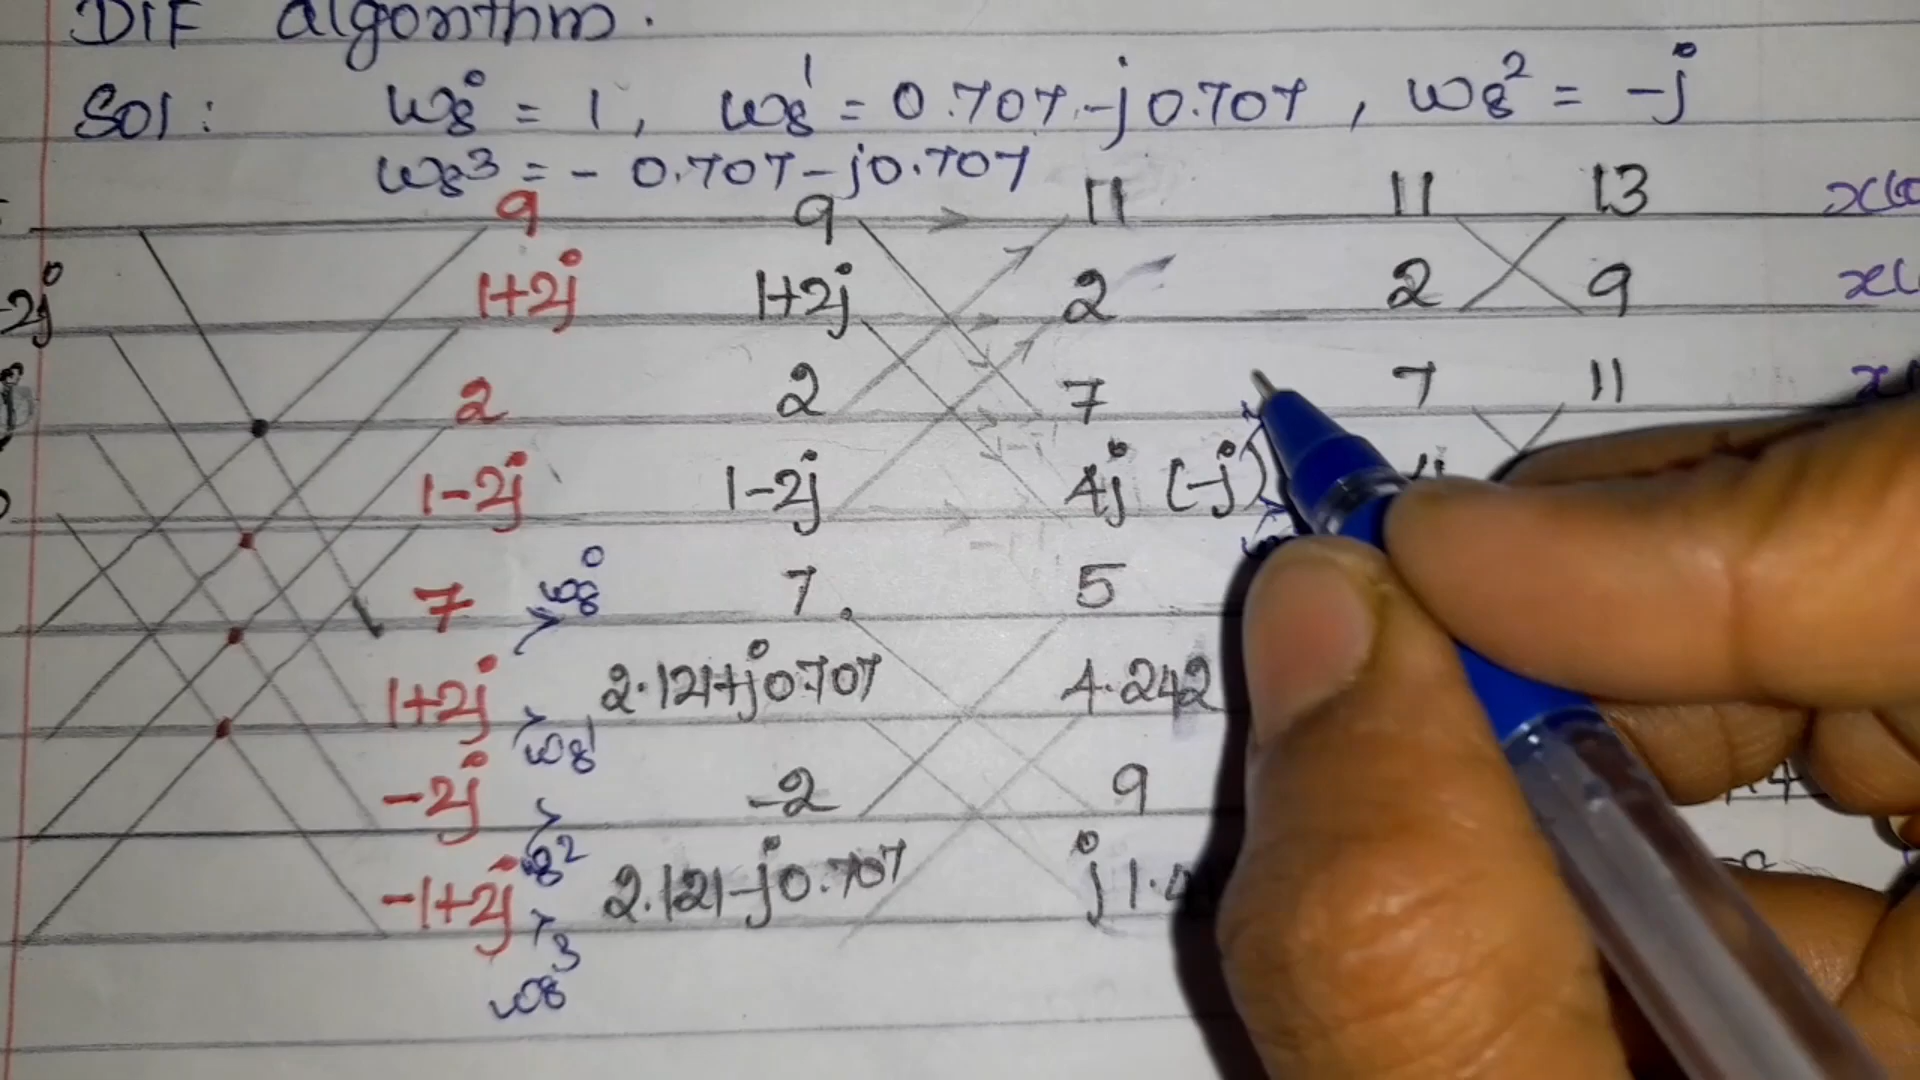 DIF algorithm.
Sol: W8⁰ = 1, W8¹ = 0.707-j0.707, W8² = -j
W8³ = -0.707-j0.707
9 9 11 11 13
-2j 1+2j 1+2j 2 2 9
2 2 7 7 11
1-2j 1-2j 4j (-j)
7 W8⁰ 7 5
1+2j W8¹ 2.121+j0.707 4.242
-2j W8² -2 9
-1+2j W8³ 2.121-j0.707